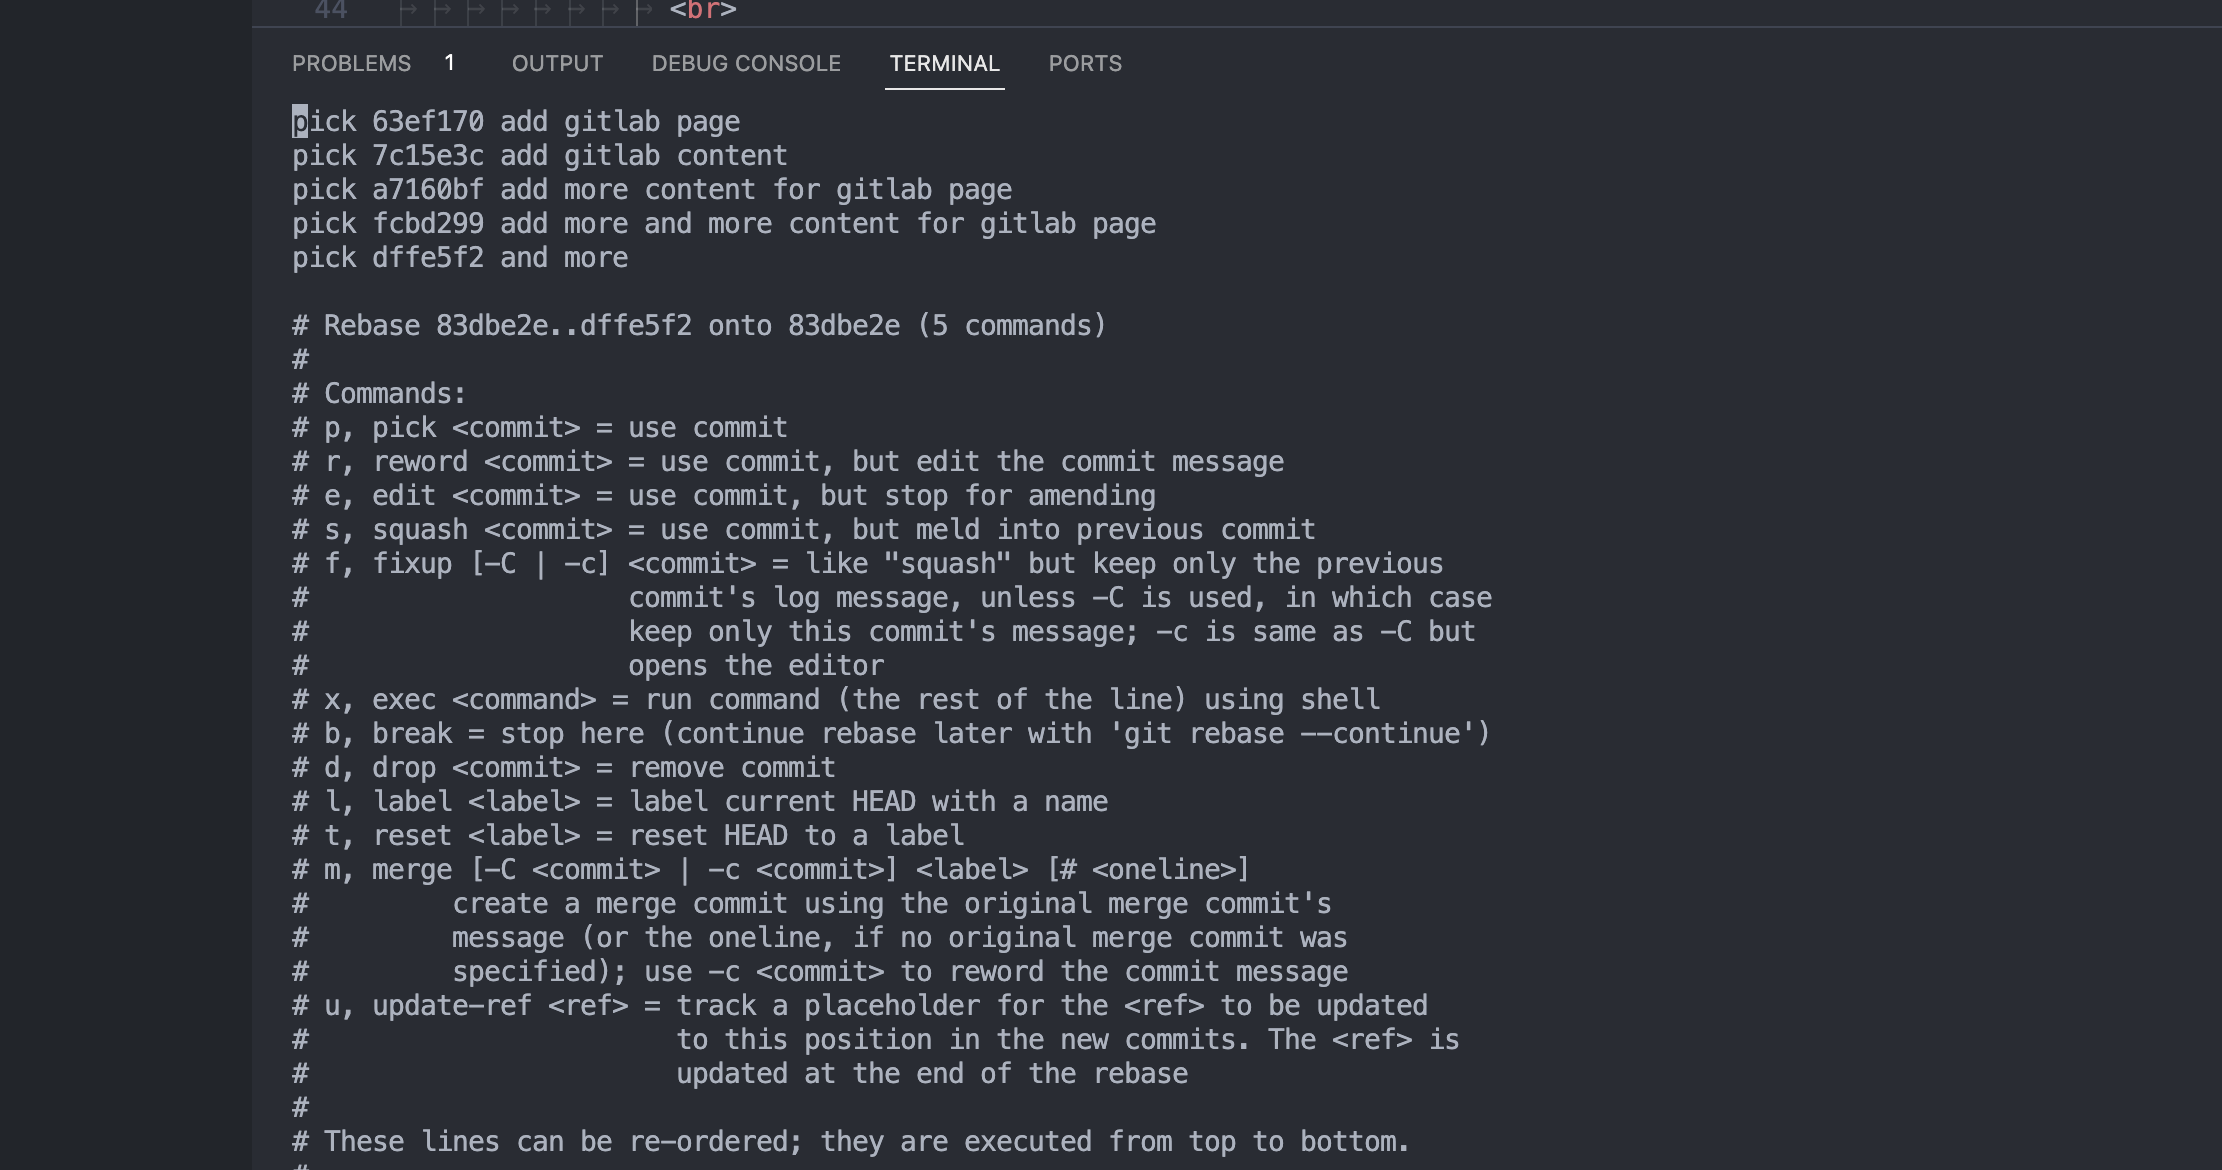 44 <br>
PROBLEMS 1 OUTPUT DEBUG CONSOLE TERMINAL PORTS
pick 63ef170 add gitlab page
pick 7c15e3c add gitlab content
pick a7160bf add more content for gitlab page
pick fcbd299 add more and more content for gitlab page
pick dffe5f2 and more
# Rebase 83dbe2e..dffe5f2 onto 83dbe2e (5 commands)
#
# Commands:
# p, pick <commit> = use commit
# r, reword <commit> = use commit, but edit the commit message
# e, edit <commit> = use commit, but stop for amending
# s, squash <commit> = use commit, but meld into previous commit
# f, fixup [-C | -c] <commit> = like "squash" but keep only the previous
#                    commit's log message, unless -C is used, in which case
#                    keep only this commit's message; -c is same as -C but
#                    opens the editor
# x, exec <command> = run command (the rest of the line) using shell
# b, break = stop here (continue rebase later with 'git rebase --continue')
# d, drop <commit> = remove commit
# l, label <label> = label current HEAD with a name
# t, reset <label> = reset HEAD to a label
# m, merge [-C <commit> | -c <commit>] <label> [# <oneline>]
#         create a merge commit using the original merge commit's
#         message (or the oneline, if no original merge commit was
#         specified); use -c <commit> to reword the commit message
# u, update-ref <ref> = track a placeholder for the <ref> to be updated
#                       to this position in the new commits. The <ref> is
#                       updated at the end of the rebase
#
# These lines can be re-ordered; they are executed from top to bottom.
#